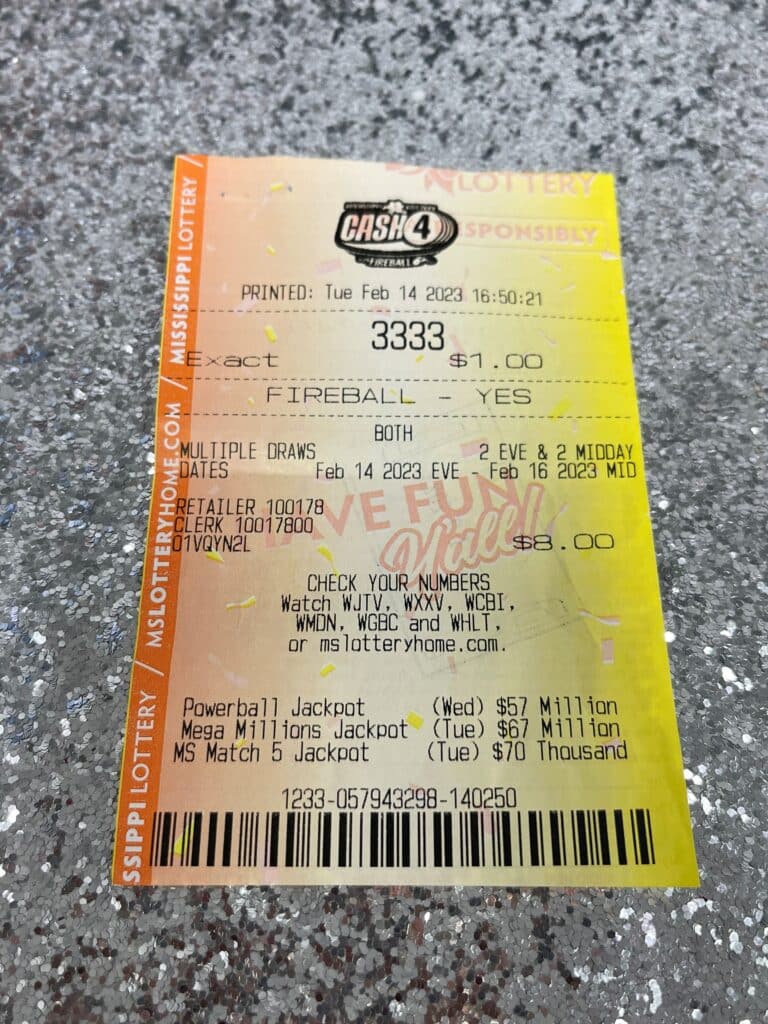 LOTTERY
CASH 4
FIREBALL
SPONSIBLY
PRINTED: Tue Feb 14 2023 16:50:21
3333
Exact $1.00
FIREBALL - YES
BOTH
MULTIPLE DRAWS 2 EVE & 2 MIDDAY
DATES Feb 14 2023 EVE - Feb 16 2023 MID
RETAILER 100178
CLERK 10017800
01VQYN2L $8.00
AVE FUN
Y'all!
CHECK YOUR NUMBERS
Watch WJTV, WXXV, WCBI,
WMDN, WGBC and WHLT,
or mslotteryhome.com.
Powerball Jackpot (Wed) $57 Million
Mega Millions Jackpot (Tue) $67 Million
MS Match 5 Jackpot (Tue) $70 Thousand
1233-057943298-140250
SSIPPI LOTTERY / MSLOTTERYHOME.COM / MISSISSIPPI LOTTERY /